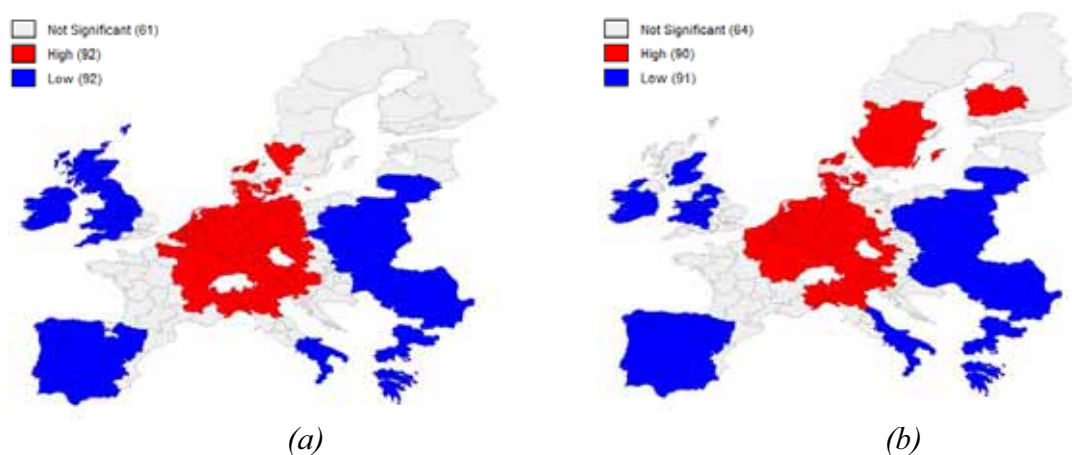 Not Significant (61)
High (92)
Low (92)
Not Significant (64)
High (90)
Low (91)
(a)
(b)